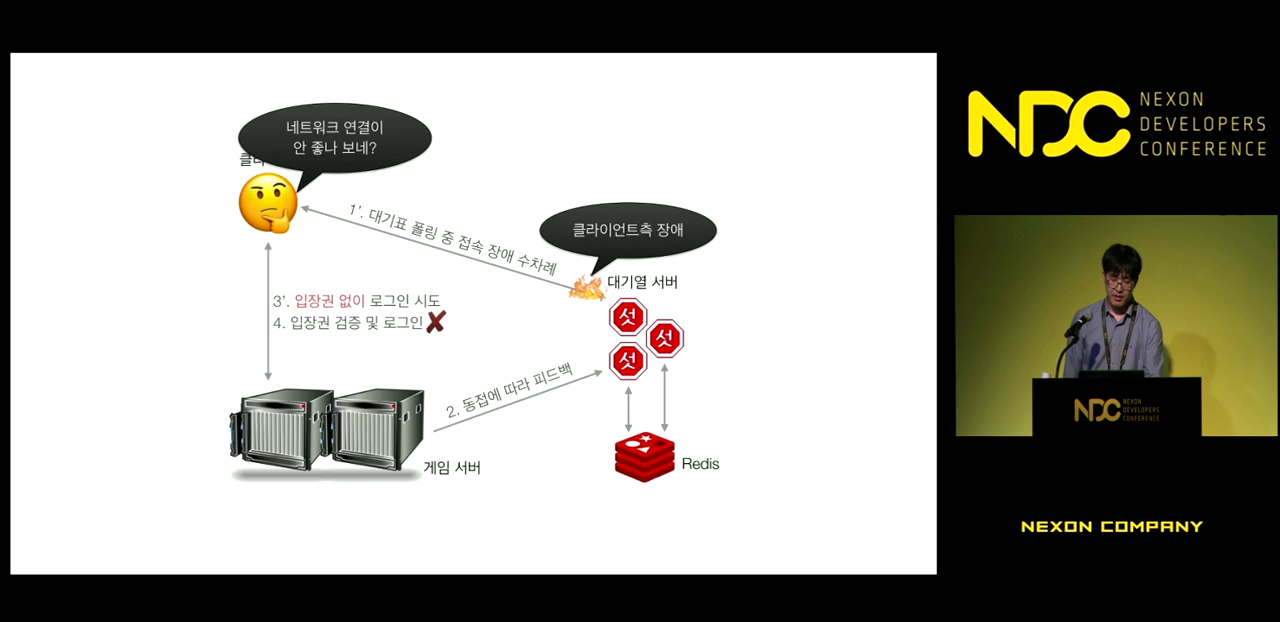 네트워크 연결이
안 좋나 보네?
클라
1'. 대기표 폴링 중 접속 장애 수차례
클라이언트측 장애
대기열 서버
섯
섯
섯
3'. 입장권 없이 로그인 시도
4. 입장권 검증 및 로그인
2. 동접에 따라 피드백
게임 서버
Redis
NDC
NEXON
DEVELOPERS
CONFERENCE
NDC
NEXON
DEVELOPERS
CONFERENCE
NEXON COMPANY